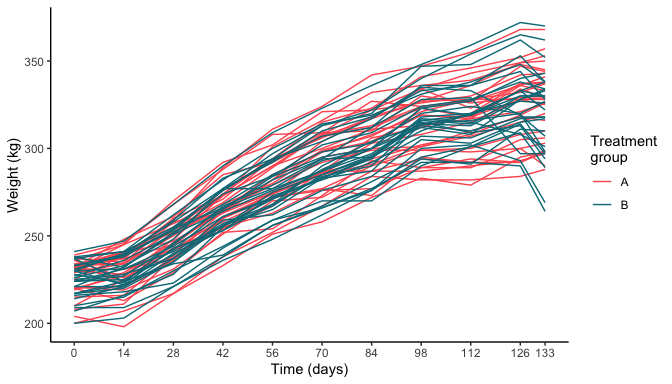 350
300
250
200
Weight (kg)
0 14 28 42 56 70 84 98 112 126 133
Time (days)
Treatment
group
A
B